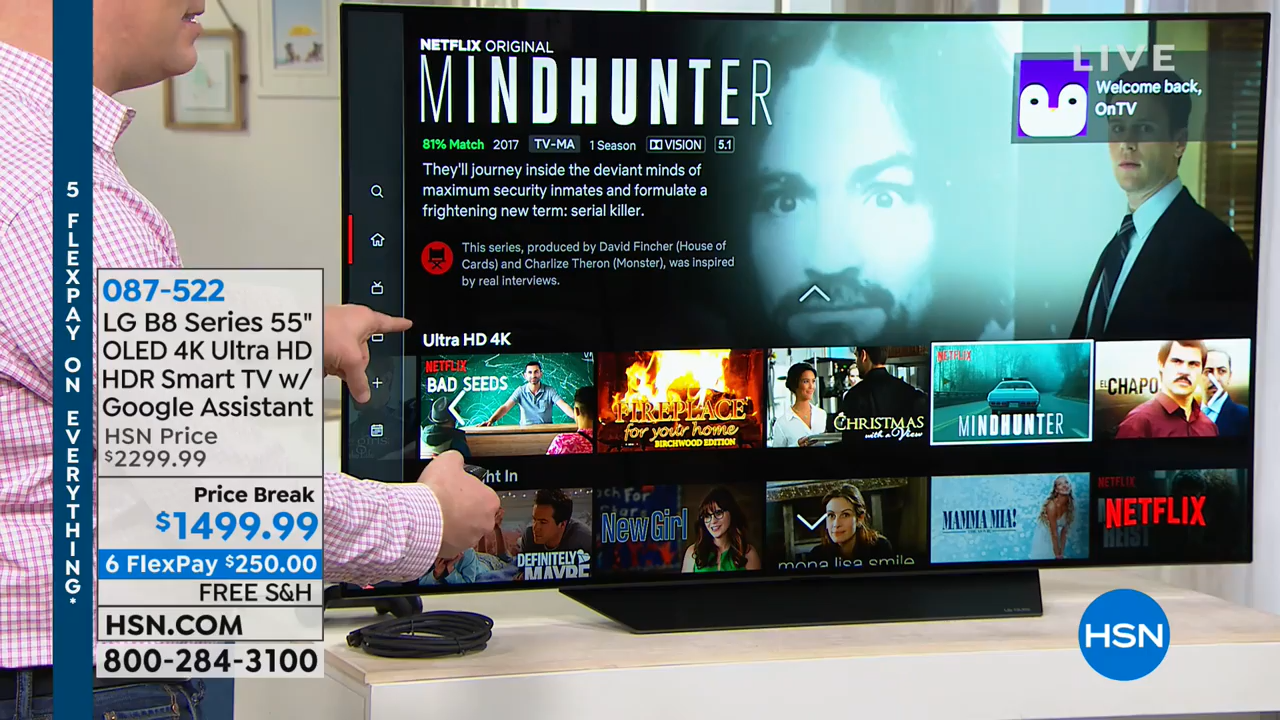 5 FLEXPAY ON EVERYTHING*
087-522
LG B8 Series 55"
OLED 4K Ultra HD
HDR Smart TV w/
Google Assistant
HSN Price
$2299.99
Price Break
$1499.99
6 FlexPay $250.00
FREE S&H
HSN.COM
800-284-3100
NETFLIX ORIGINAL
MINDHUNTER
81% Match 2017 TV-MA 1 Season VISION 5.1
They'll journey inside the deviant minds of
maximum security inmates and formulate a
frightening new term: serial killer.
This series, produced by David Fincher (House of
Cards) and Charlize Theron (Monster), was inspired
by real interviews.
LIVE
Welcome back,
OnTV
Ultra HD 4K
NETFLIX
BAD SEEDS
FIREPLACE
for your home
BIRCHWOOD EDITION
CHRISTMAS
with a View
NETFLIX
MINDHUNTER
EL CHAPO
ht In
DEFINITELY
MAYBE
New Girl
mona lisa smile
MAMMA MIA!
NETFLIX
NETFLIX
HEIST
HSN